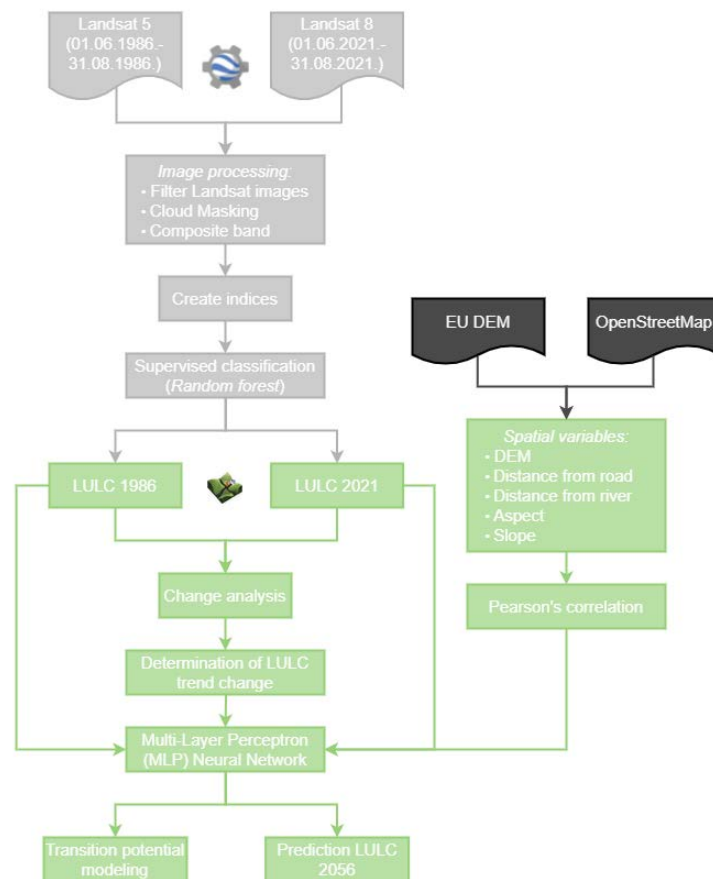 Landsat 5
(01.06.1986.-
31.08.1986.)
Landsat 8
(01.06.2021.-
31.08.2021.)
Image processing:
• Filter Landsat images
• Cloud Masking
• Composite band
Create indices
Supervised classification
(Random forest)
EU DEM
OpenStreetMap
Spatial variables:
• DEM
• Distance from road
• Distance from river
• Aspect
• Slope
LULC 1986
LULC 2021
Change analysis
Pearson's correlation
Determination of LULC
trend change
Multi-Layer Perceptron
(MLP) Neural Network
Transition potential
modeling
Prediction LULC
2056